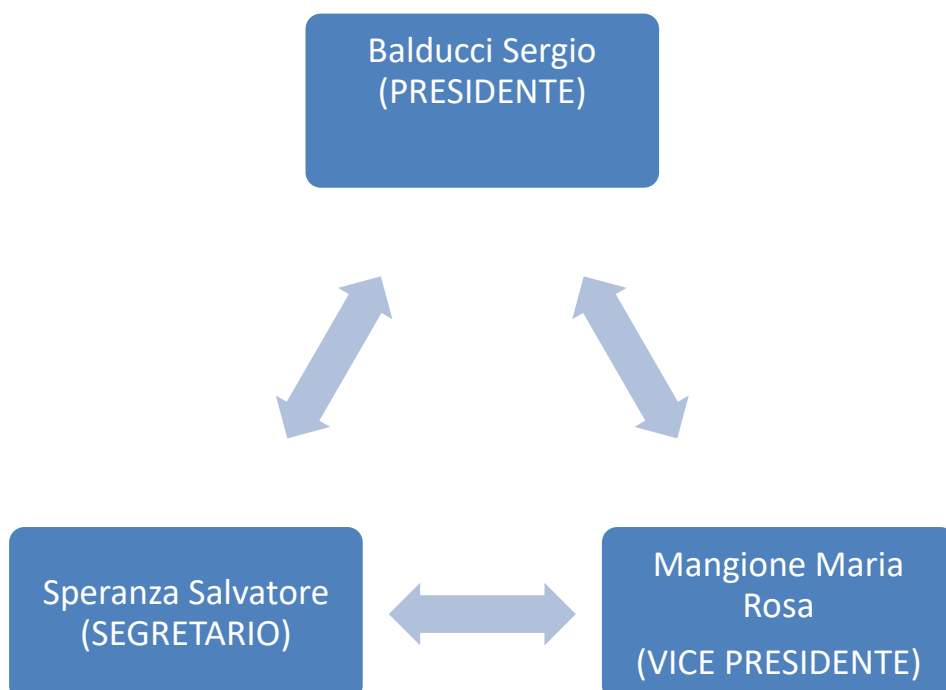 Balducci Sergio
(PRESIDENTE)
Speranza Salvatore
(SEGRETARIO)
Mangione Maria
Rosa
(VICE PRESIDENTE)